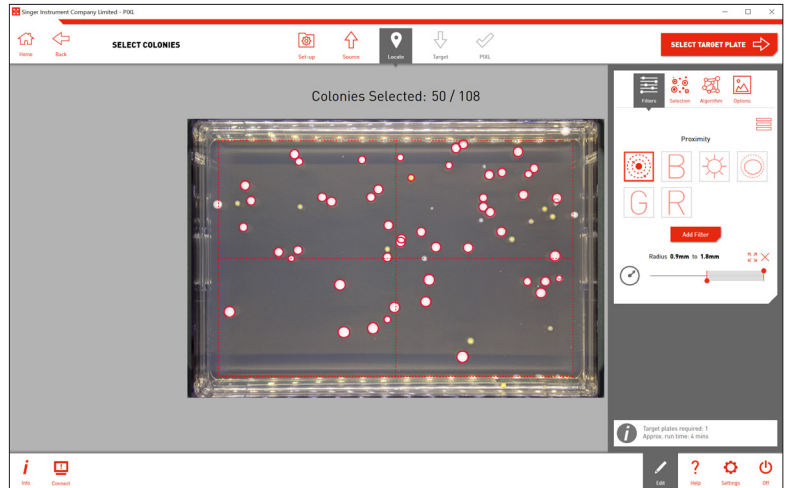 Singer Instrument Company Limited - PIXL
Home
Back
SELECT COLONIES
Set-up
Source
Locate
Target
PIXL
SELECT TARGET PLATE
Colonies Selected: 50 / 108
Filters
Selection
Algorithm
Options
Proximity
B
G R
Add Filter
Radius 0.9mm to 1.8mm
Target plates required: 1
Approx. run time: 4 mins
Info
Connect
Edit
Help
Settings
Off